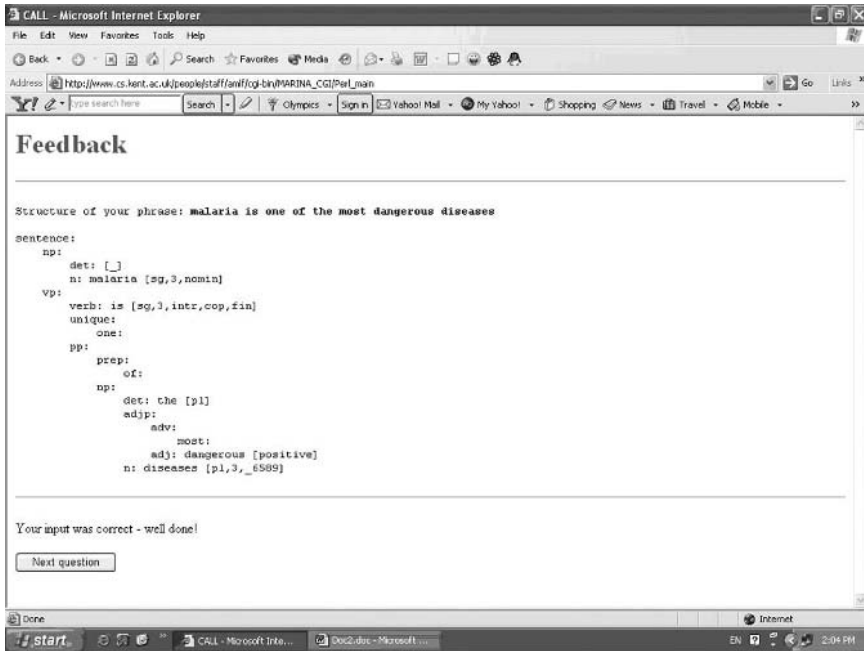 CALL - Microsoft Internet Explorer
File Edit View Favorites Tools Help
Back Search Favorites Media
Address http://www.cs.kent.ac.uk/people/staff/amif/cgi-bin/MARINA_CGI/Perl_main Go Links
Y! type search here Search Olympics Sign in Yahoo! Mail My Yahoo! Shopping News Travel Mobile
Feedback
Structure of your phrase: malaria is one of the most dangerous diseases
sentence:
np:
det: [_]
n: malaria [sg,3,nomin]
vp:
verb: is [sg,3,intr,cop,fin]
unique:
one:
pp:
prep:
of:
np:
det: the [pl]
adjp:
adv:
most:
adj: dangerous [positive]
n: diseases [pl,3,_6589]
Your input was correct - well done!
Next question
Done Internet
start CALL - Microsoft Inte... Doc2.doc - Microsoft ... EN 2:04 PM